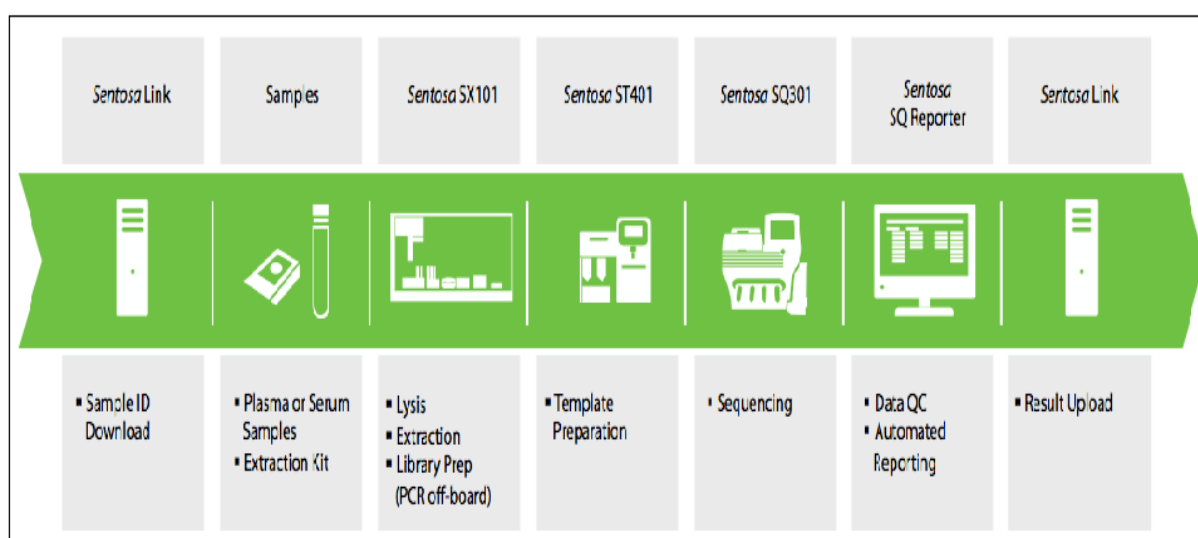 Sentosa Link
Samples
Sentosa SX101
Sentosa ST401
Sentosa SQ301
Sentosa
SQ Reporter
Sentosa Link
▪ Sample ID
Download
▪ Plasma or Serum
Samples
▪ Extraction Kit
▪ Lysis
▪ Extraction
▪ Library Prep
(PCR off-board)
▪ Template
Preparation
▪ Sequencing
▪ Data QC
▪ Automated
Reporting
▪ Result Upload